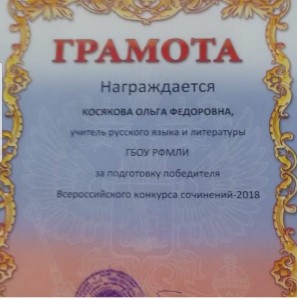 ГРАМОТА
Награждается
КОСЯКОВА ОЛЬГА ФЕДОРОВНА,
учитель русского языка и литературы
ГБОУ РФМЛИ
за подготовку победителя
Всероссийского конкурса сочинений-2018